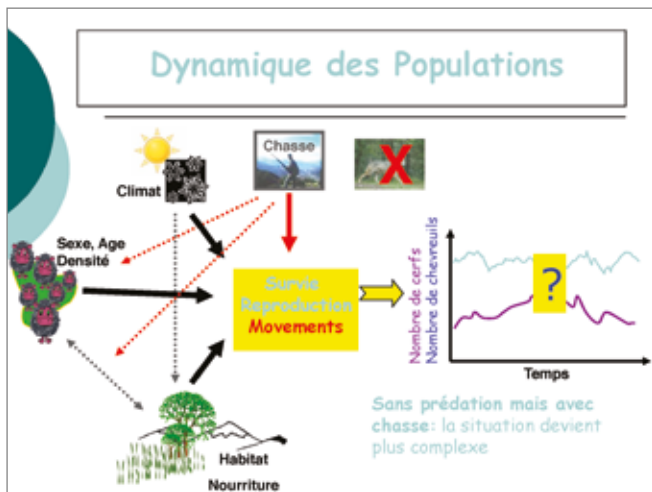 Dynamique des Populations
Chasse
X
Climat
Sexe, Age
Densité
Survie
Reproduction
Movements
?
Nombre de cerfs
Nombre de chevreuils
Temps
Habitat
Nourriture
Sans prédation mais avec
chasse: la situation devient
plus complexe